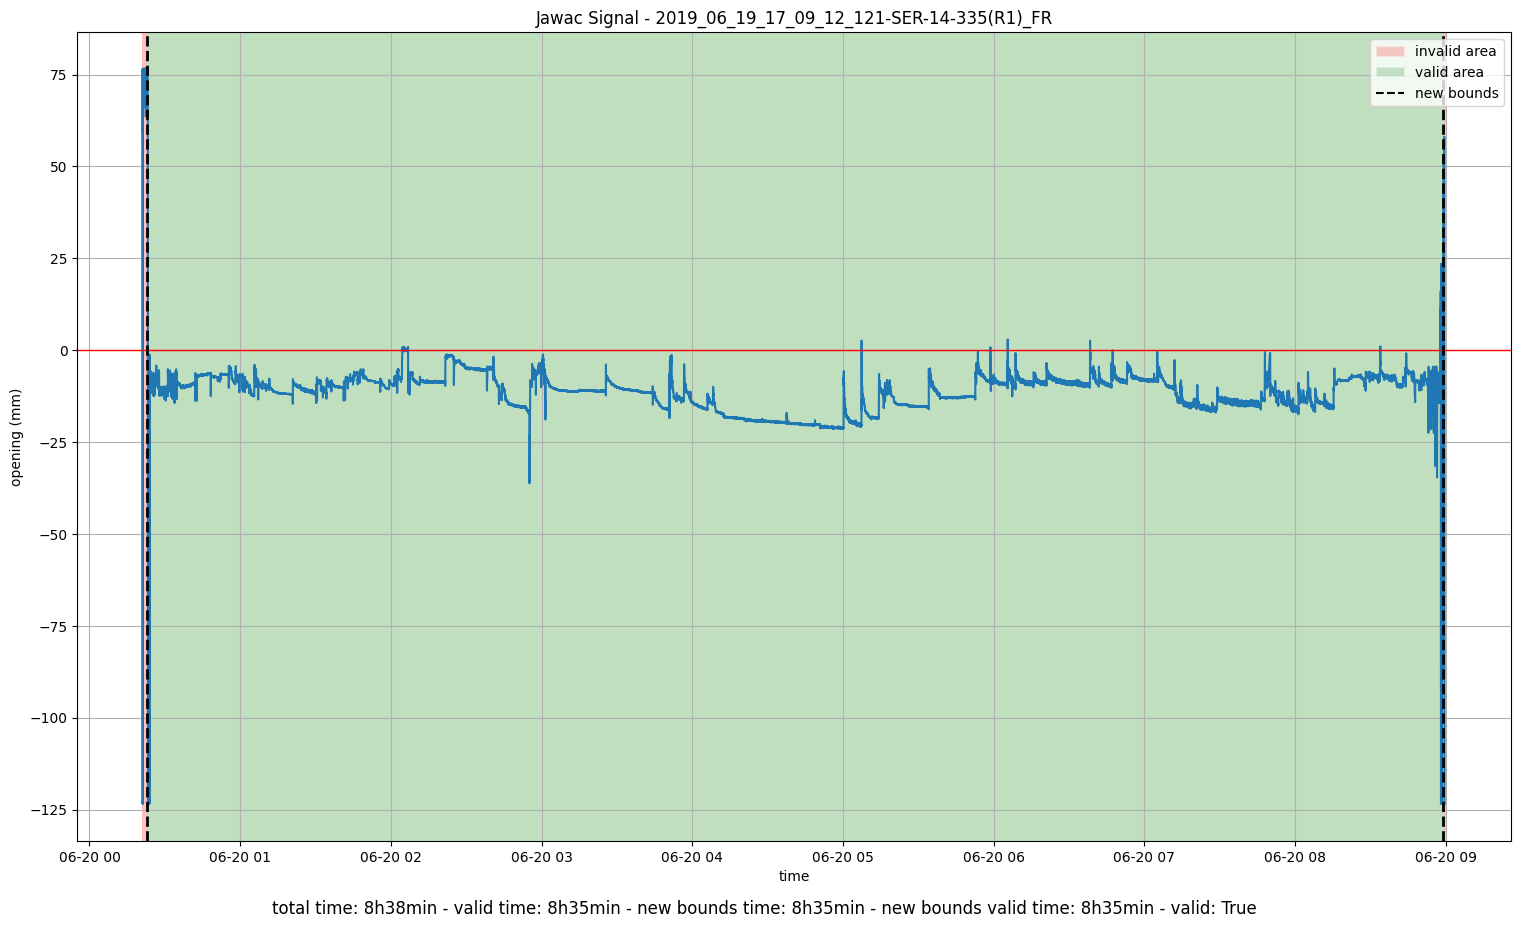 Jawac Signal - 2019_06_19_17_09_12_121-SER-14-335(R1)_FR
invalid area
valid area
new bounds
75
50
25
0
−25
−50
−75
−100
−125
opening (mm)
06-20 00
06-20 01
06-20 02
06-20 03
06-20 04
06-20 05
06-20 06
06-20 07
06-20 08
06-20 09
time
total time: 8h38min - valid time: 8h35min - new bounds time: 8h35min - new bounds valid time: 8h35min - valid: True